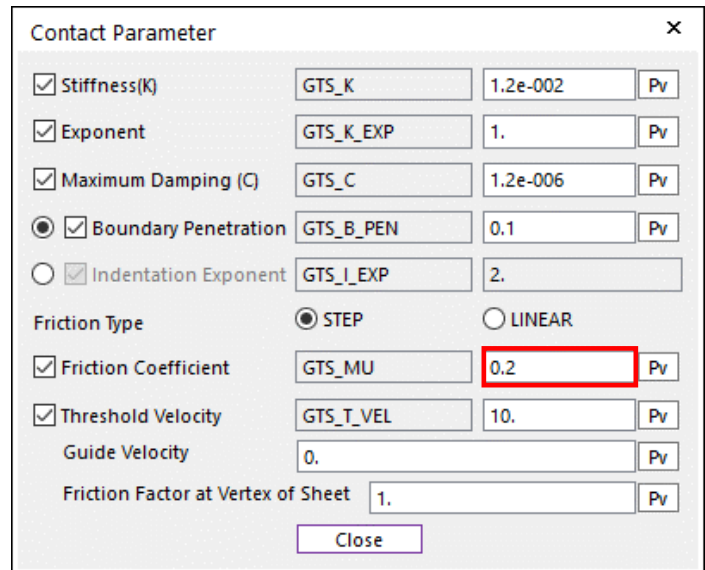 Contact Parameter
Stiffness(K) GTS_K 1.2e-002 Pv
Exponent GTS_K_EXP 1. Pv
Maximum Damping (C) GTS_C 1.2e-006 Pv
Boundary Penetration GTS_B_PEN 0.1 Pv
Indentation Exponent GTS_I_EXP 2.
Friction Type STEP LINEAR
Friction Coefficient GTS_MU 0.2 Pv
Threshold Velocity GTS_T_VEL 10. Pv
Guide Velocity 0. Pv
Friction Factor at Vertex of Sheet 1. Pv
Close